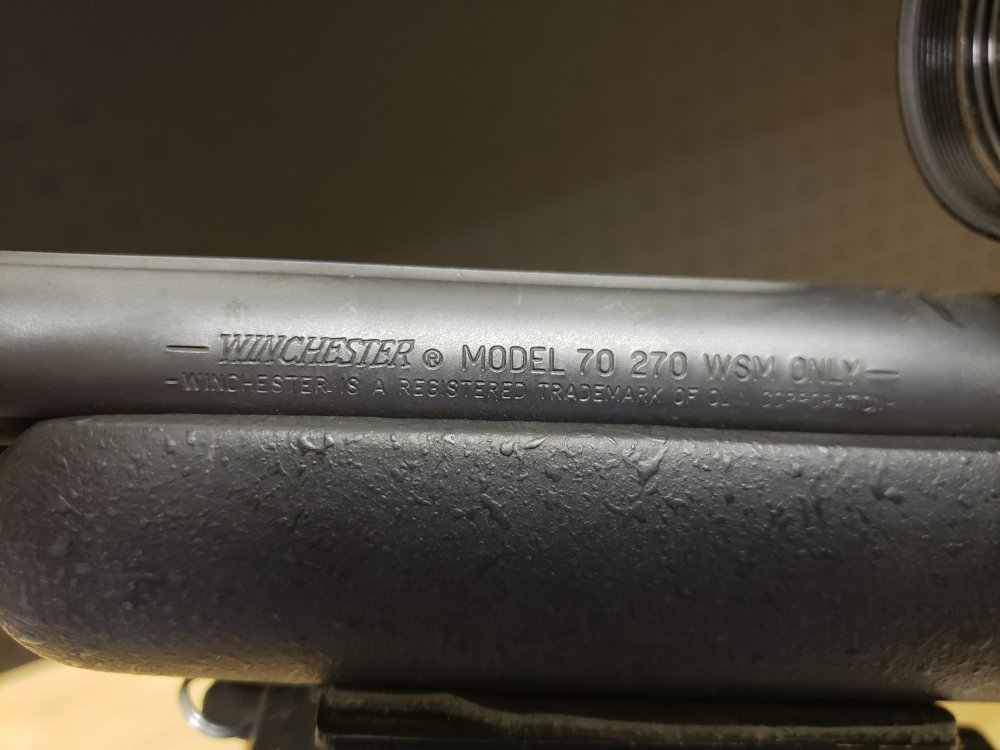 — WINCHESTER ® MODEL 70 270 WSM ONLY —
- WINCHESTER IS A REGISTERED TRADEMARK OF OLIN CORPORATION -